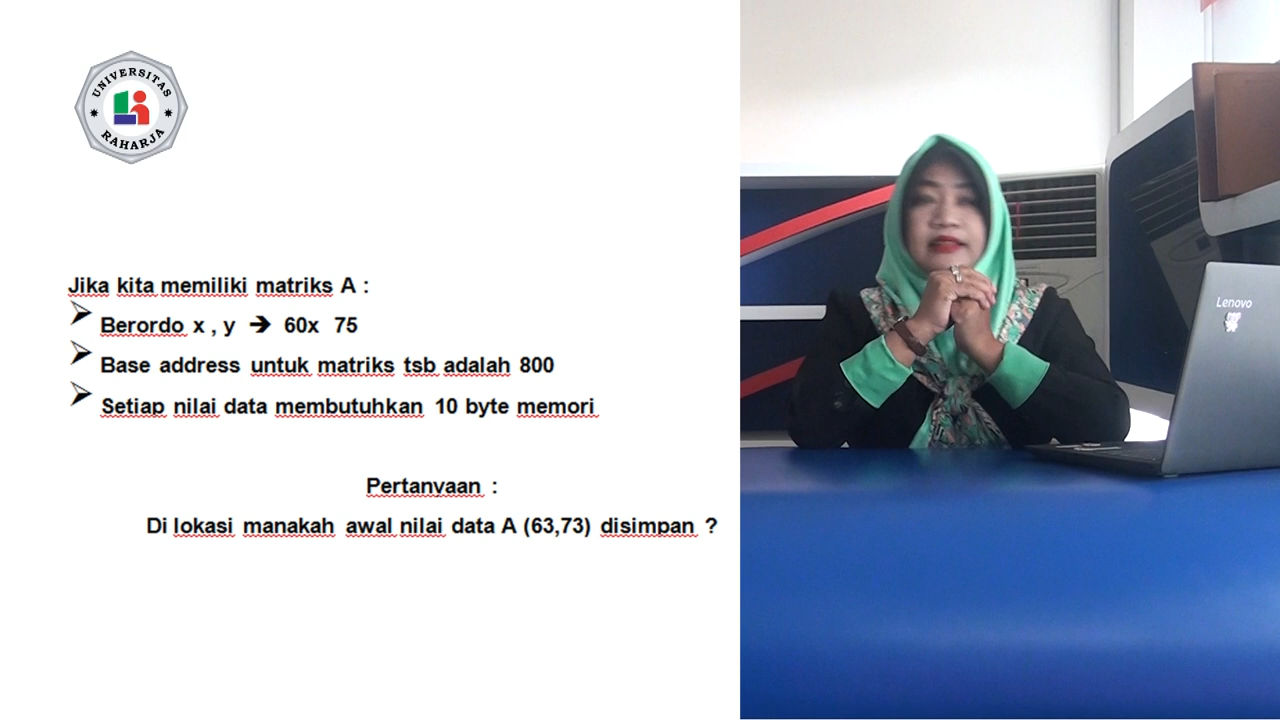 UNIVERSITAS
RAHARJA
Jika kita memiliki matriks A :
Berordo x , y ➔ 60x 75
Base address untuk matriks tsb adalah 800
Setiap nilai data membutuhkan 10 byte memori
Pertanyaan :
Di lokasi manakah awal nilai data A (63,73) disimpan ?
Lenovo